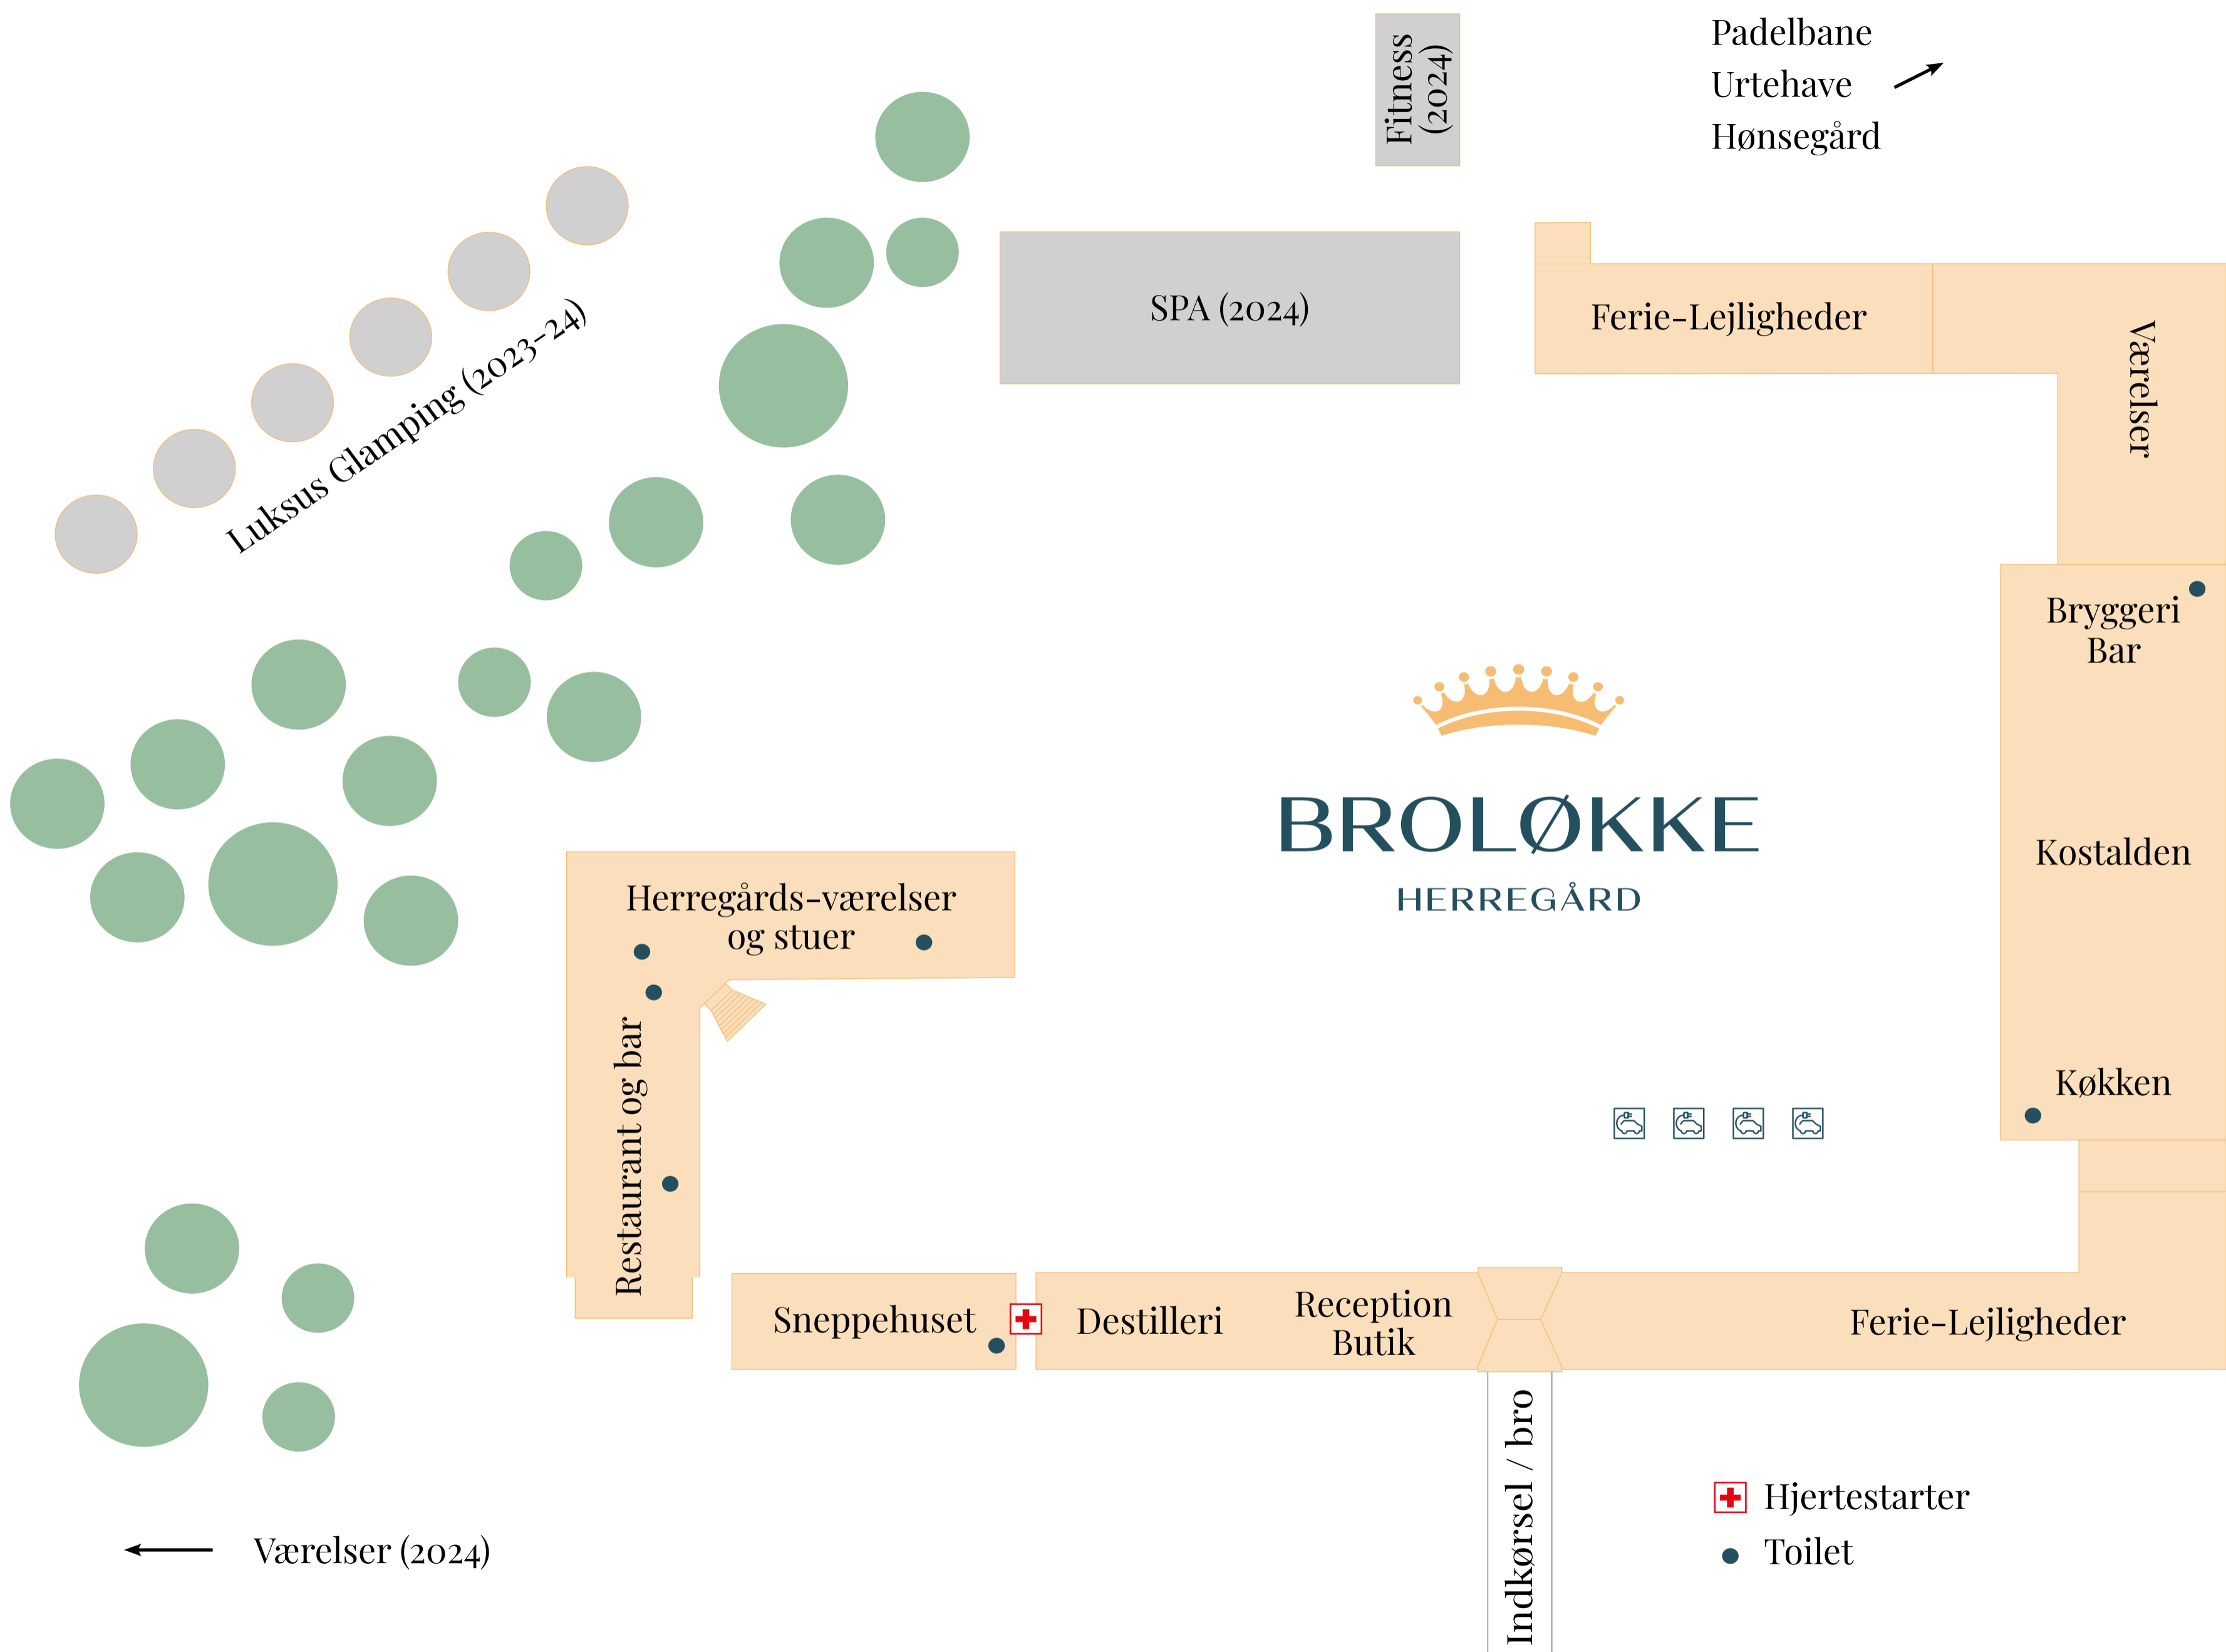 Fitness
(2024)
Padelbane
Urtehave
Hønsegård
Luksus Glamping (2023-24)
SPA (2024)
Ferie-Lejligheder
Værelser
Bryggeri
Bar
BROLØKKE
HERREGÅRD
Kostalden
Køkken
Herregårds-værelser
og stuer
Restaurant og bar
Sneppehuset
Destilleri
Reception
Butik
Ferie-Lejligheder
Indkørsel / bro
Hjertestarter
Toilet
Værelser (2024)